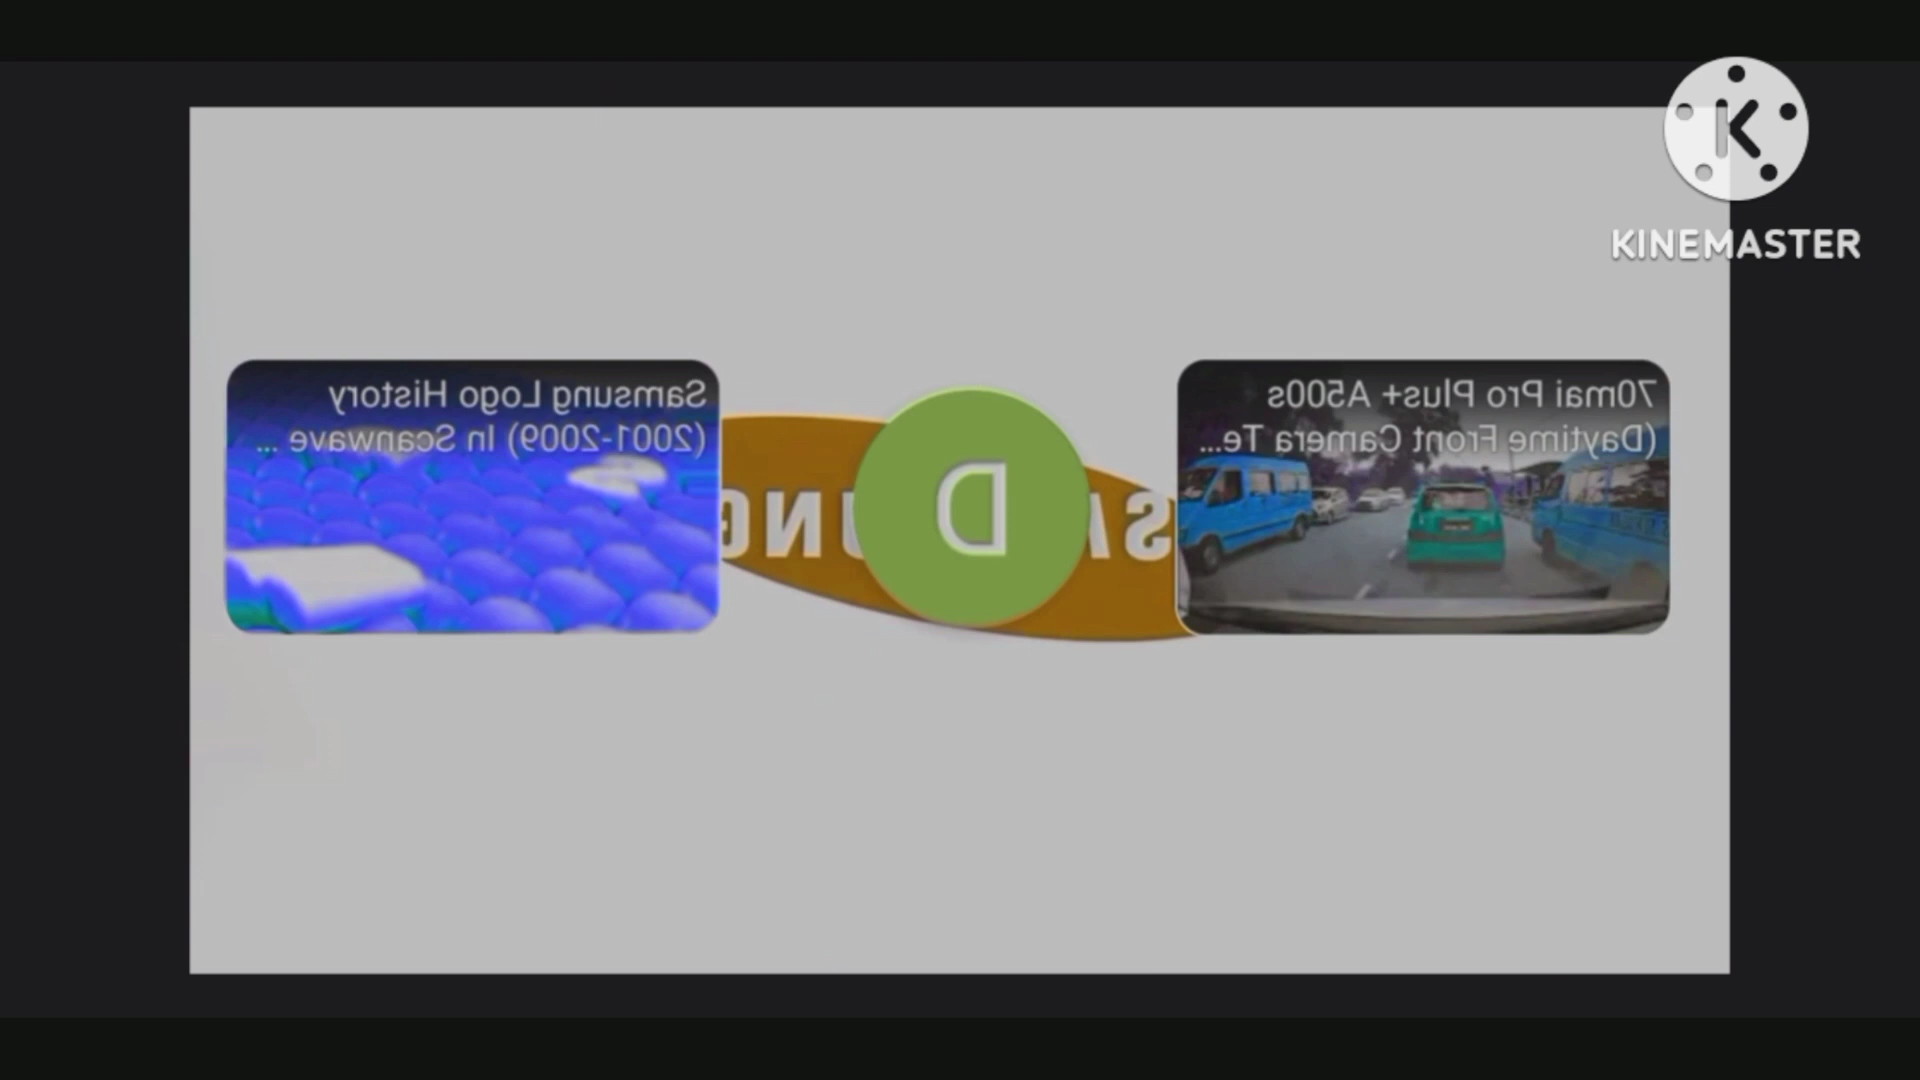 K
KINEMASTER
Samsung Logo History
(2001-2009) In Scanwave ...
70mai Pro Plus+ A500s
(Daytime Front Camera Te...
D